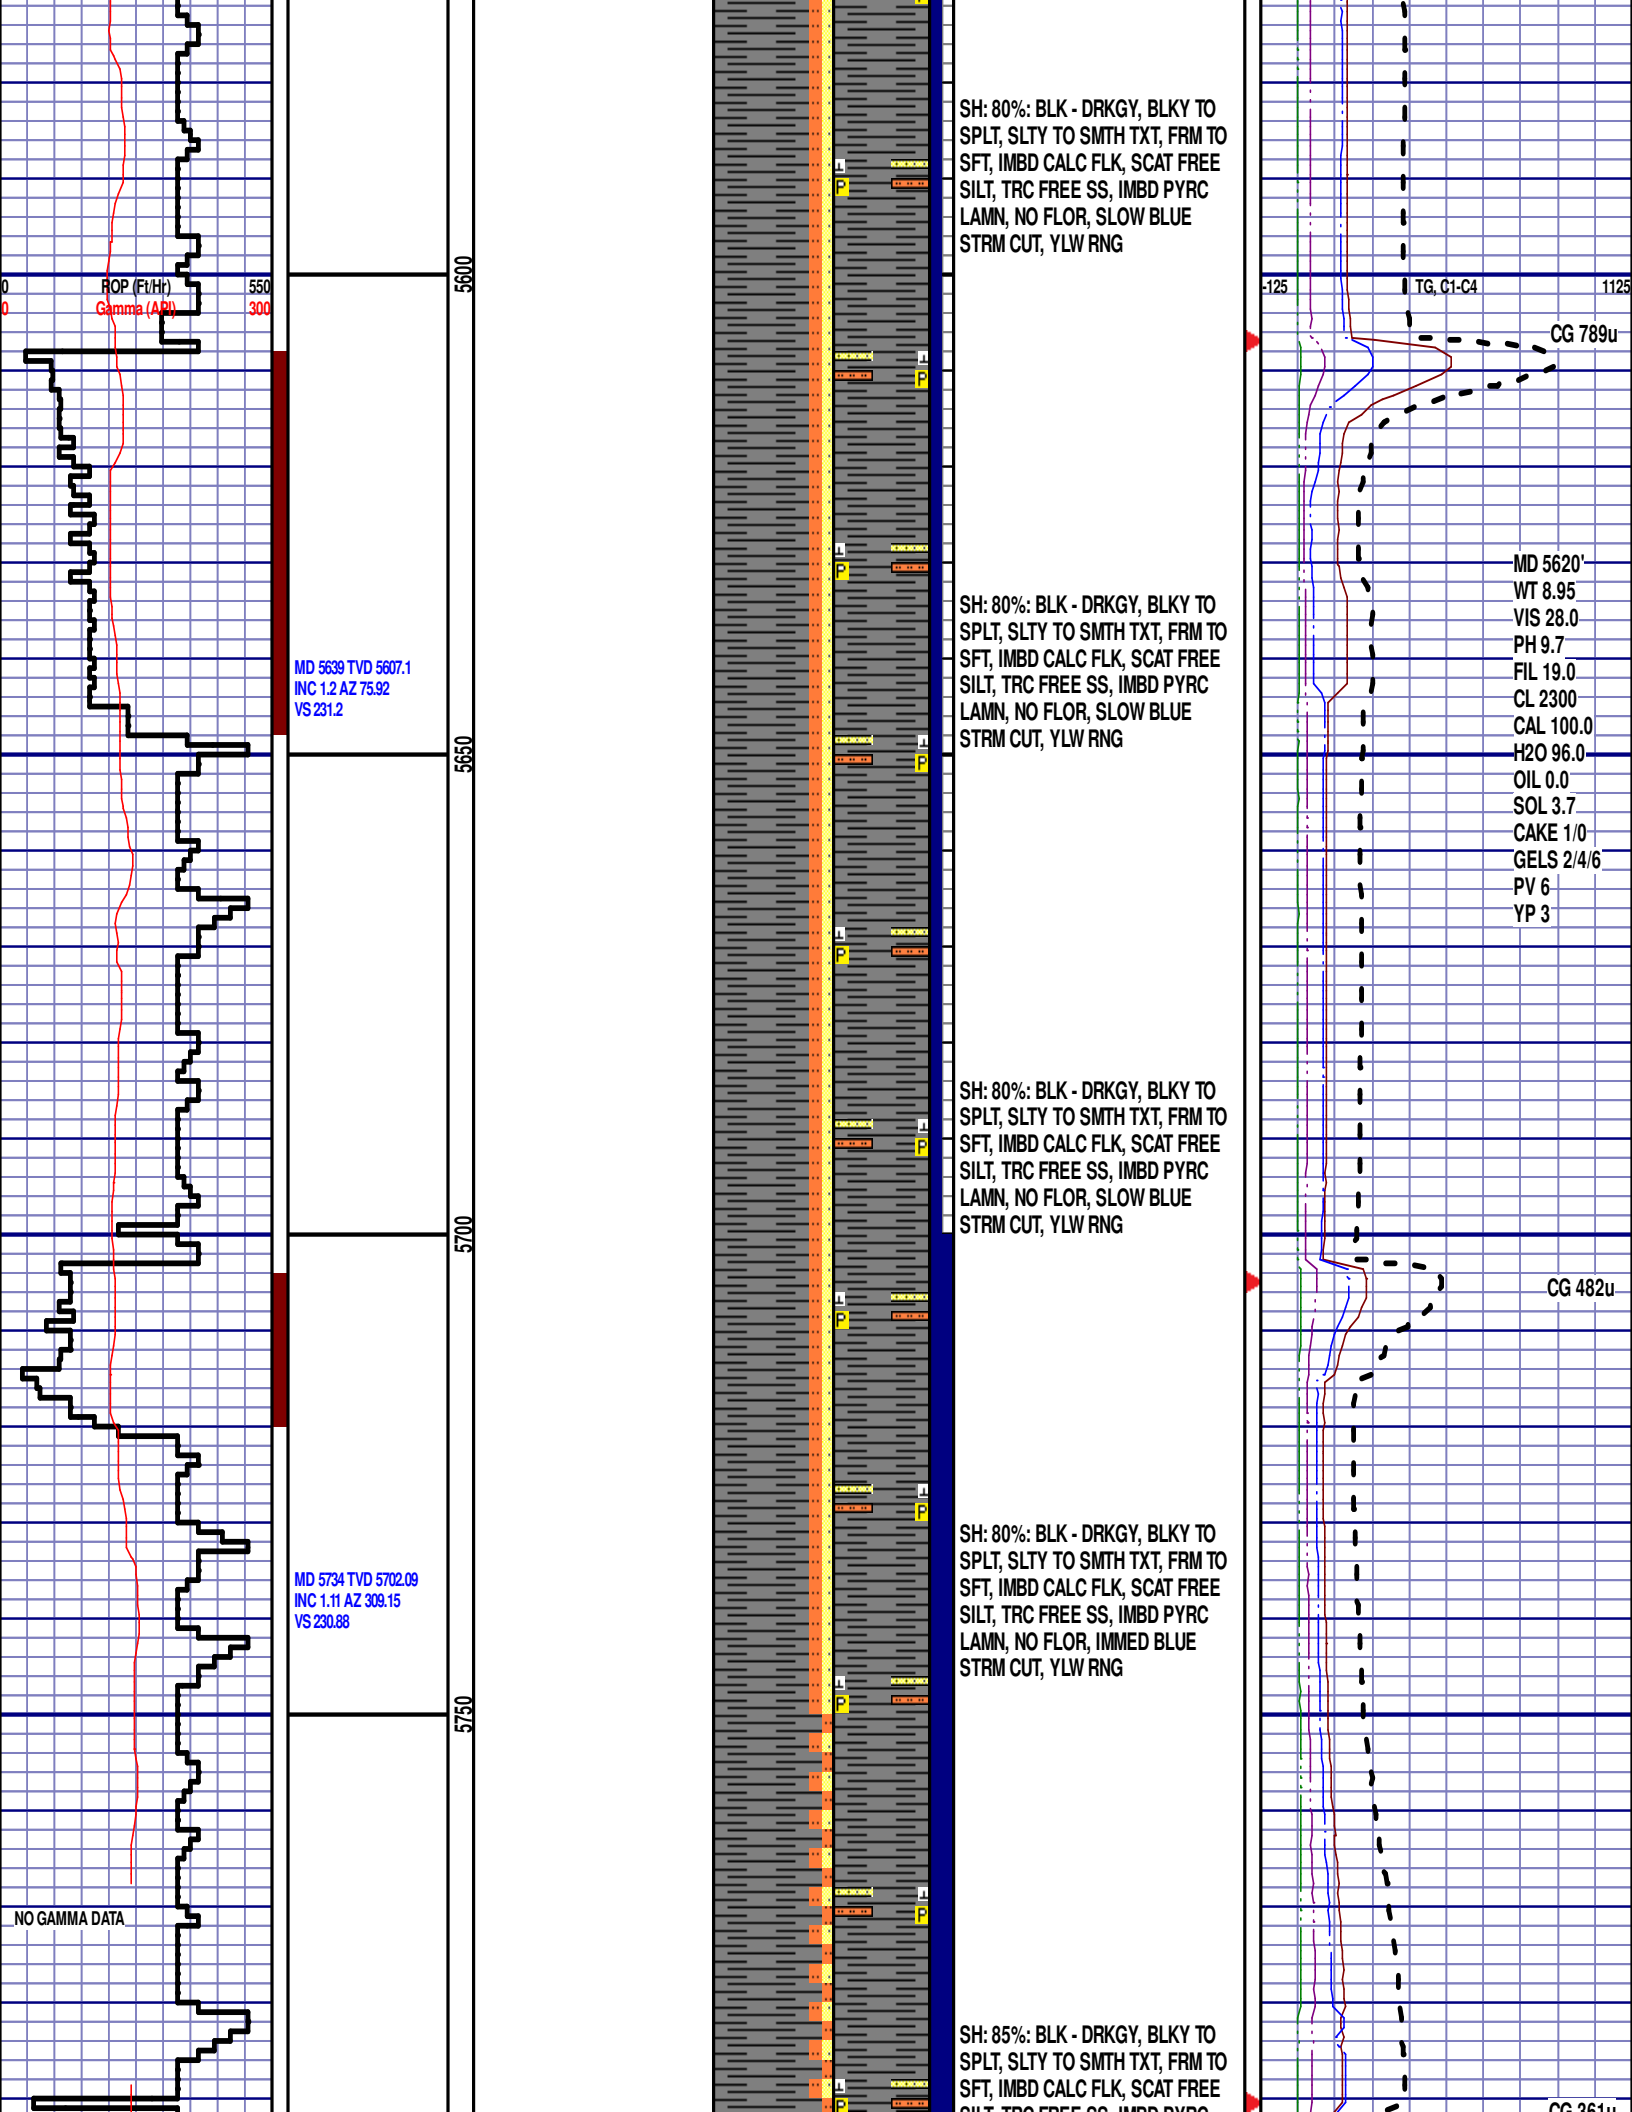 SH: 80%: BLK - DRKGY, BLKY TO
SPLT, SLTY TO SMTH TXT, FRM TO
SFT, IMBD CALC FLK, SCAT FREE
SILT, TRC FREE SS, IMBD PYRC
LAMN, NO FLOR, SLOW BLUE
STRM CUT, YLW RNG
P
5600
0 ROP (Ft/Hr) 550
0 Gamma (API) 300
-125 TG, C1-C4 1125
CG 789u
P
P
MD 5620'
WT 8.95
VIS 28.0
PH 9.7
FIL 19.0
CL 2300
CAL 100.0
H2O 96.0
OIL 0.0
SOL 3.7
CAKE 1/0
GELS 2/4/6
PV 6
YP 3
SH: 80%: BLK - DRKGY, BLKY TO
SPLT, SLTY TO SMTH TXT, FRM TO
SFT, IMBD CALC FLK, SCAT FREE
SILT, TRC FREE SS, IMBD PYRC
LAMN, NO FLOR, SLOW BLUE
STRM CUT, YLW RNG
MD 5639 TVD 5607.1
INC 1.2 AZ 75.92
VS 231.2
5650
P
P
SH: 80%: BLK - DRKGY, BLKY TO
SPLT, SLTY TO SMTH TXT, FRM TO
SFT, IMBD CALC FLK, SCAT FREE
SILT, TRC FREE SS, IMBD PYRC
LAMN, NO FLOR, SLOW BLUE
STRM CUT, YLW RNG
P
5700
CG 482u
P
P
SH: 80%: BLK - DRKGY, BLKY TO
SPLT, SLTY TO SMTH TXT, FRM TO
SFT, IMBD CALC FLK, SCAT FREE
SILT, TRC FREE SS, IMBD PYRC
LAMN, NO FLOR, IMMED BLUE
STRM CUT, YLW RNG
MD 5734 TVD 5702.09
INC 1.11 AZ 309.15
VS 230.88
P
5750
P
NO GAMMA DATA
SH: 85%: BLK - DRKGY, BLKY TO
SPLT, SLTY TO SMTH TXT, FRM TO
SFT, IMBD CALC FLK, SCAT FREE
SILT, TRC FREE SS, IMBD PYRC
P
CG 361u